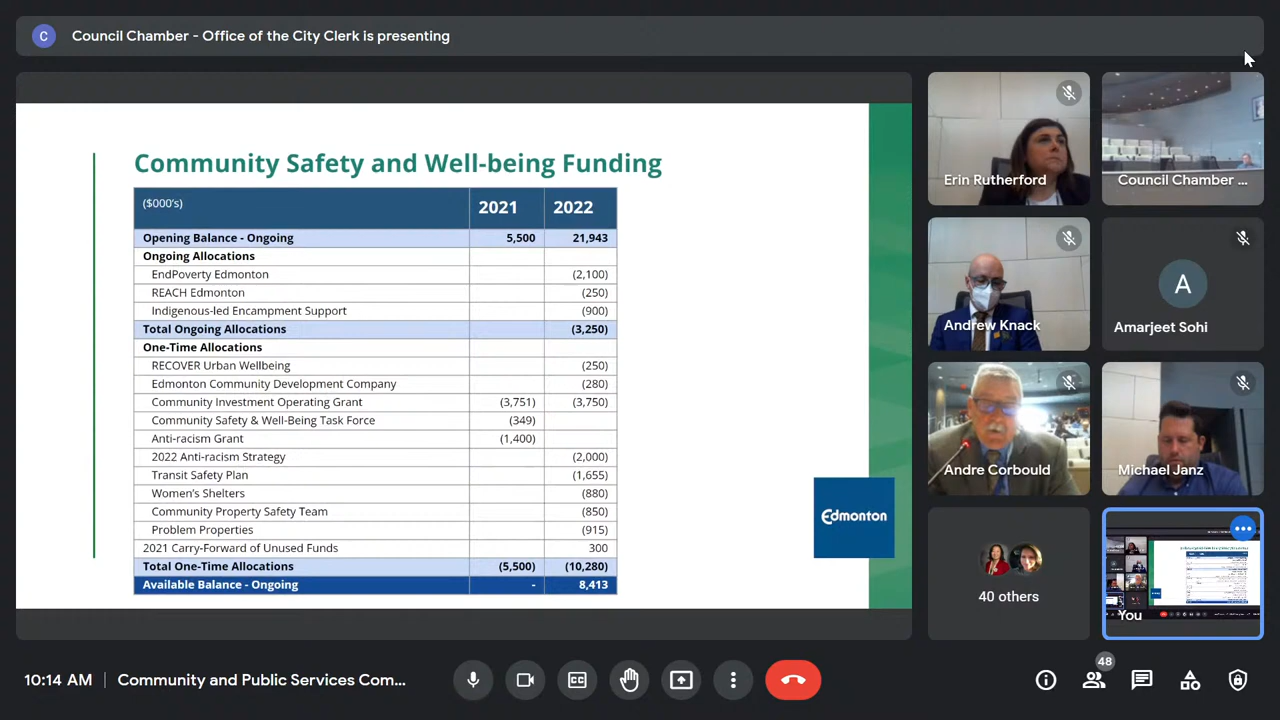 C
Council Chamber - Office of the City Clerk is presenting
Community Safety and Well-being Funding
($000's) 2021 2022
Opening Balance - Ongoing 5,500 21,943
Ongoing Allocations
EndPoverty Edmonton (2,100)
REACH Edmonton (250)
Indigenous-led Encampment Support (900)
Total Ongoing Allocations (3,250)
One-Time Allocations
RECOVER Urban Wellbeing (250)
Edmonton Community Development Company (280)
Community Investment Operating Grant (3,751) (3,750)
Community Safety & Well-Being Task Force (349)
Anti-racism Grant (1,400)
2022 Anti-racism Strategy (2,000)
Transit Safety Plan (1,655)
Women's Shelters (880)
Community Property Safety Team (850)
Problem Properties (915)
2021 Carry-Forward of Unused Funds 300
Total One-Time Allocations (5,500) (10,280)
Available Balance - Ongoing - 8,413
Edmonton
Erin Rutherford
Council Chamber ...
Andrew Knack
A
Amarjeet Sohi
Andre Corbould
Michael Janz
40 others
You
10:14 AM
Community and Public Services Com...
CC
48